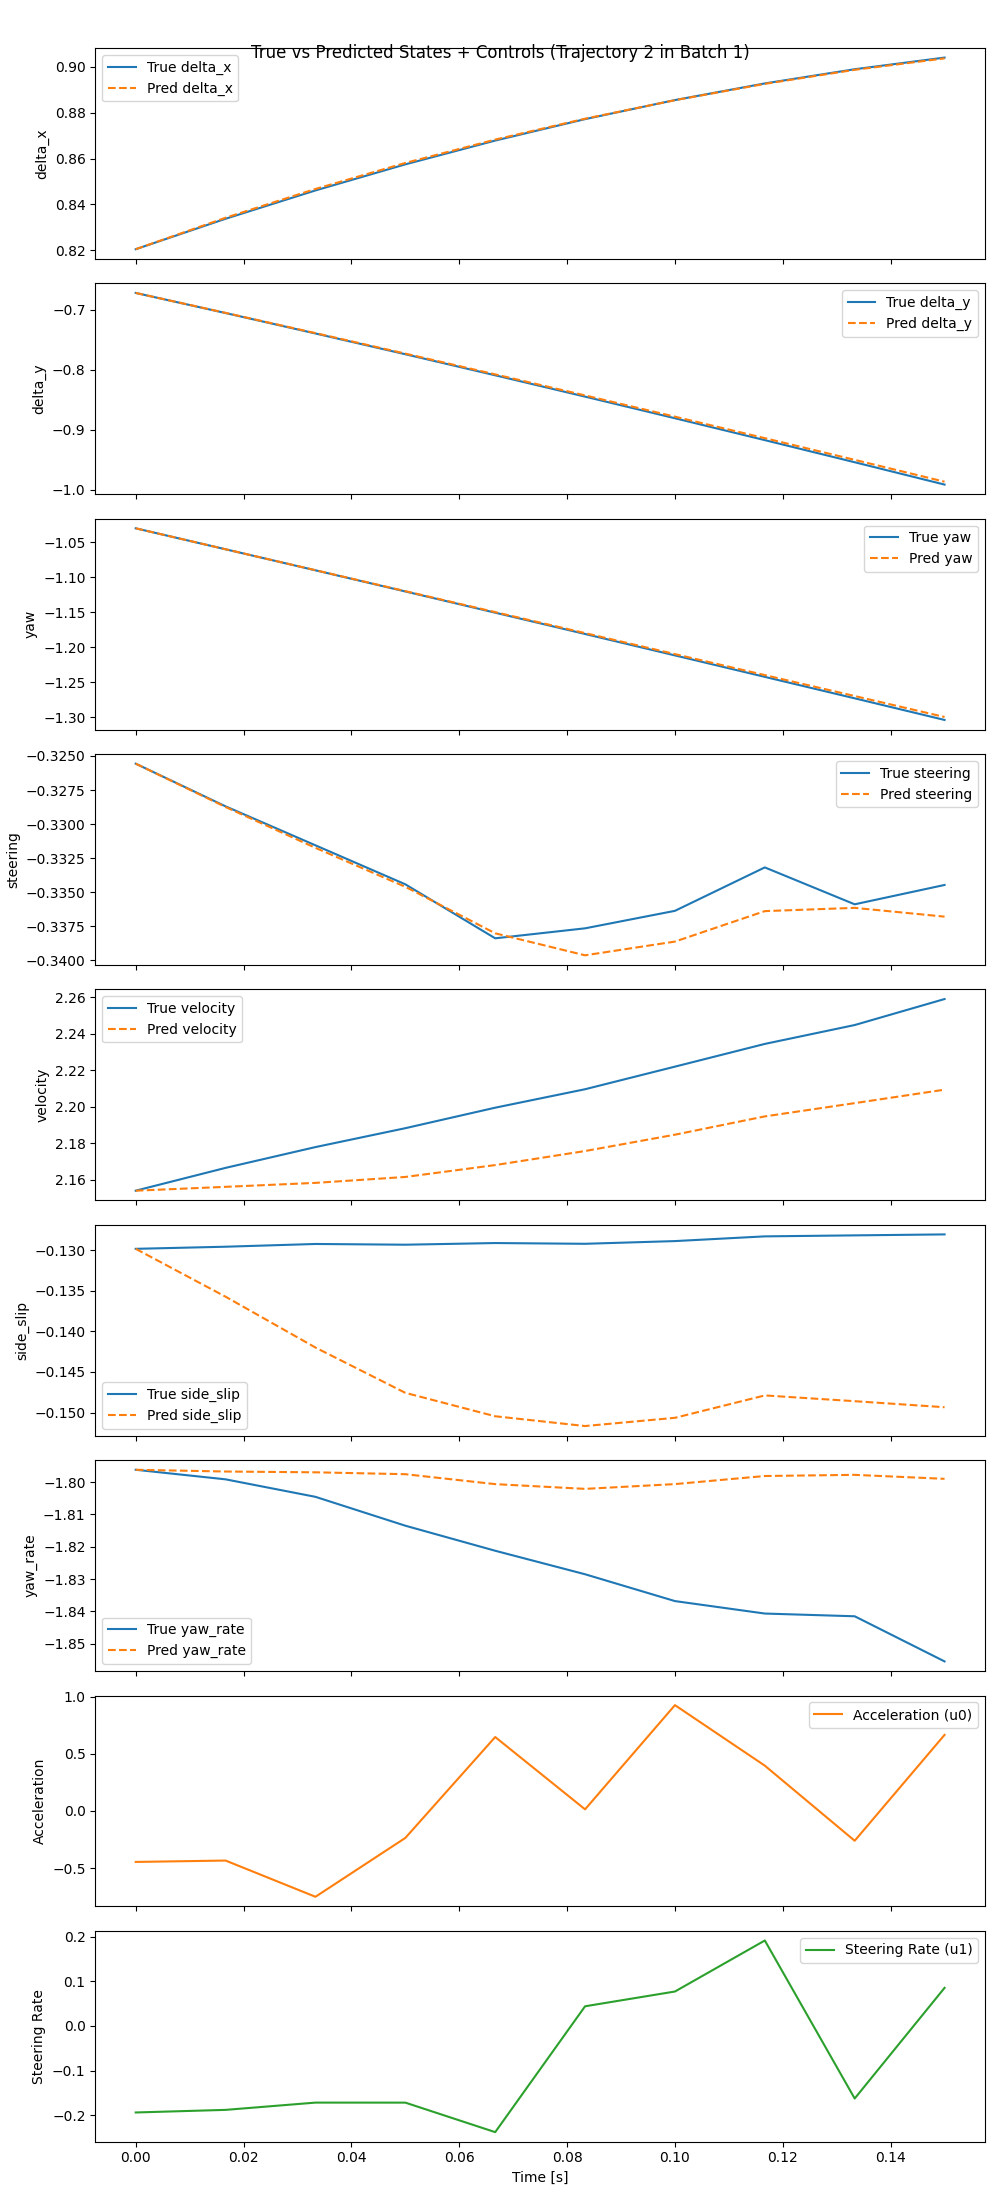 True vs Predicted States + Controls (Trajectory 2 in Batch 1)
True delta_x
Pred delta_x
0.90
0.88
0.86
0.84
0.82
delta_x
True delta_y
Pred delta_y
−0.7
−0.8
−0.9
−1.0
delta_y
True yaw
Pred yaw
−1.05
−1.10
−1.15
−1.20
−1.25
−1.30
yaw
True steering
Pred steering
−0.3250
−0.3275
−0.3300
−0.3325
−0.3350
−0.3375
−0.3400
steering
True velocity
Pred velocity
2.26
2.24
2.22
2.20
2.18
2.16
velocity
−0.130
−0.135
−0.140
−0.145
−0.150
side_slip
True side_slip
Pred side_slip
−1.80
−1.81
−1.82
−1.83
−1.84
−1.85
yaw_rate
True yaw_rate
Pred yaw_rate
Acceleration (u0)
1.0
0.5
0.0
−0.5
Acceleration
Steering Rate (u1)
0.2
0.1
0.0
−0.1
−0.2
Steering Rate
0.00 0.02 0.04 0.06 0.08 0.10 0.12 0.14
Time [s]